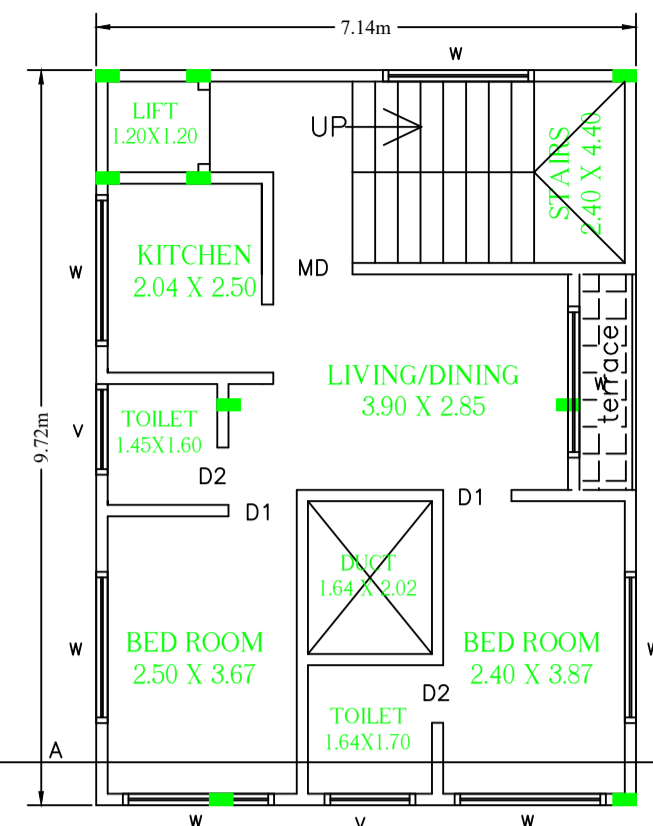 7.14m
W
LIFT
1.20X1.20
UP
STAIRS
2.40 X 4.40
KITCHEN
2.04 X 2.50
W
MD
LIVING/DINING
3.90 X 2.85
W
terrace
9.72m
TOILET
1.45X1.60
V
D2
D1
D1
DUCT
1.64 X 2.02
BED ROOM
2.50 X 3.67
W
BED ROOM
2.40 X 3.87
W
D2
TOILET
1.64X1.70
A
W
V
W